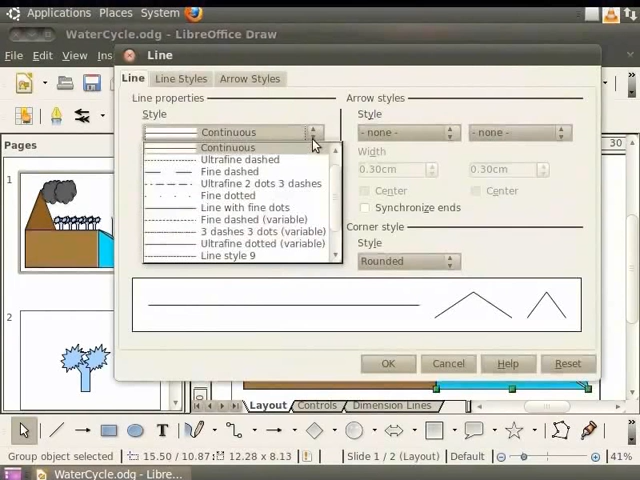 Applications Places System
WaterCycle.odg - LibreOffice Draw
File Edit View Ins
Line
Line Line Styles Arrow Styles
Line properties Arrow styles
Style Style
Continuous - none - - none -
Continuous
Ultrafine dashed
Fine dashed
Ultrafine 2 dots 3 dashes
Fine dotted
Line with fine dots
Fine dashed (variable)
3 dashes 3 dots (variable)
Ultrafine dotted (variable)
Line style 9
Width
0.30cm 0.30cm
Center Center
Synchronize ends
Corner style
Style
Rounded
OK Cancel Help Reset
Pages
1
2
30
Layout Controls Dimension Lines
Group object selected 15.50 / 10.87 12.28 x 8.13 Slide 1 / 2 (Layout) Default 41%
WaterCycle.odg - Libre...